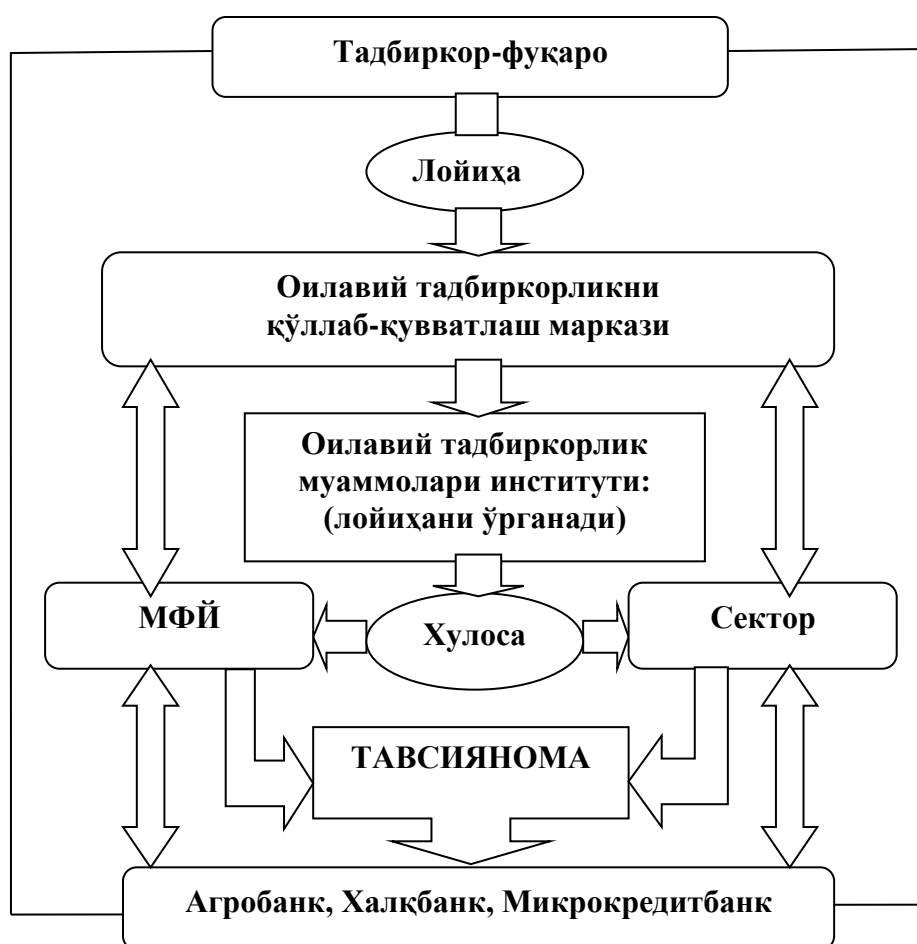 Тадбиркор-фуқаро
Лойиҳа
Оилавий тадбиркорликни
қўллаб-қувватлаш маркази
Оилавий тадбиркорлик
муаммолари институти:
(лойиҳани ўрганади)
МФЙ
Хулоса
Сектор
ТАВСИЯНОМА
Агробанк, Халқбанк, Микрокредитбанк